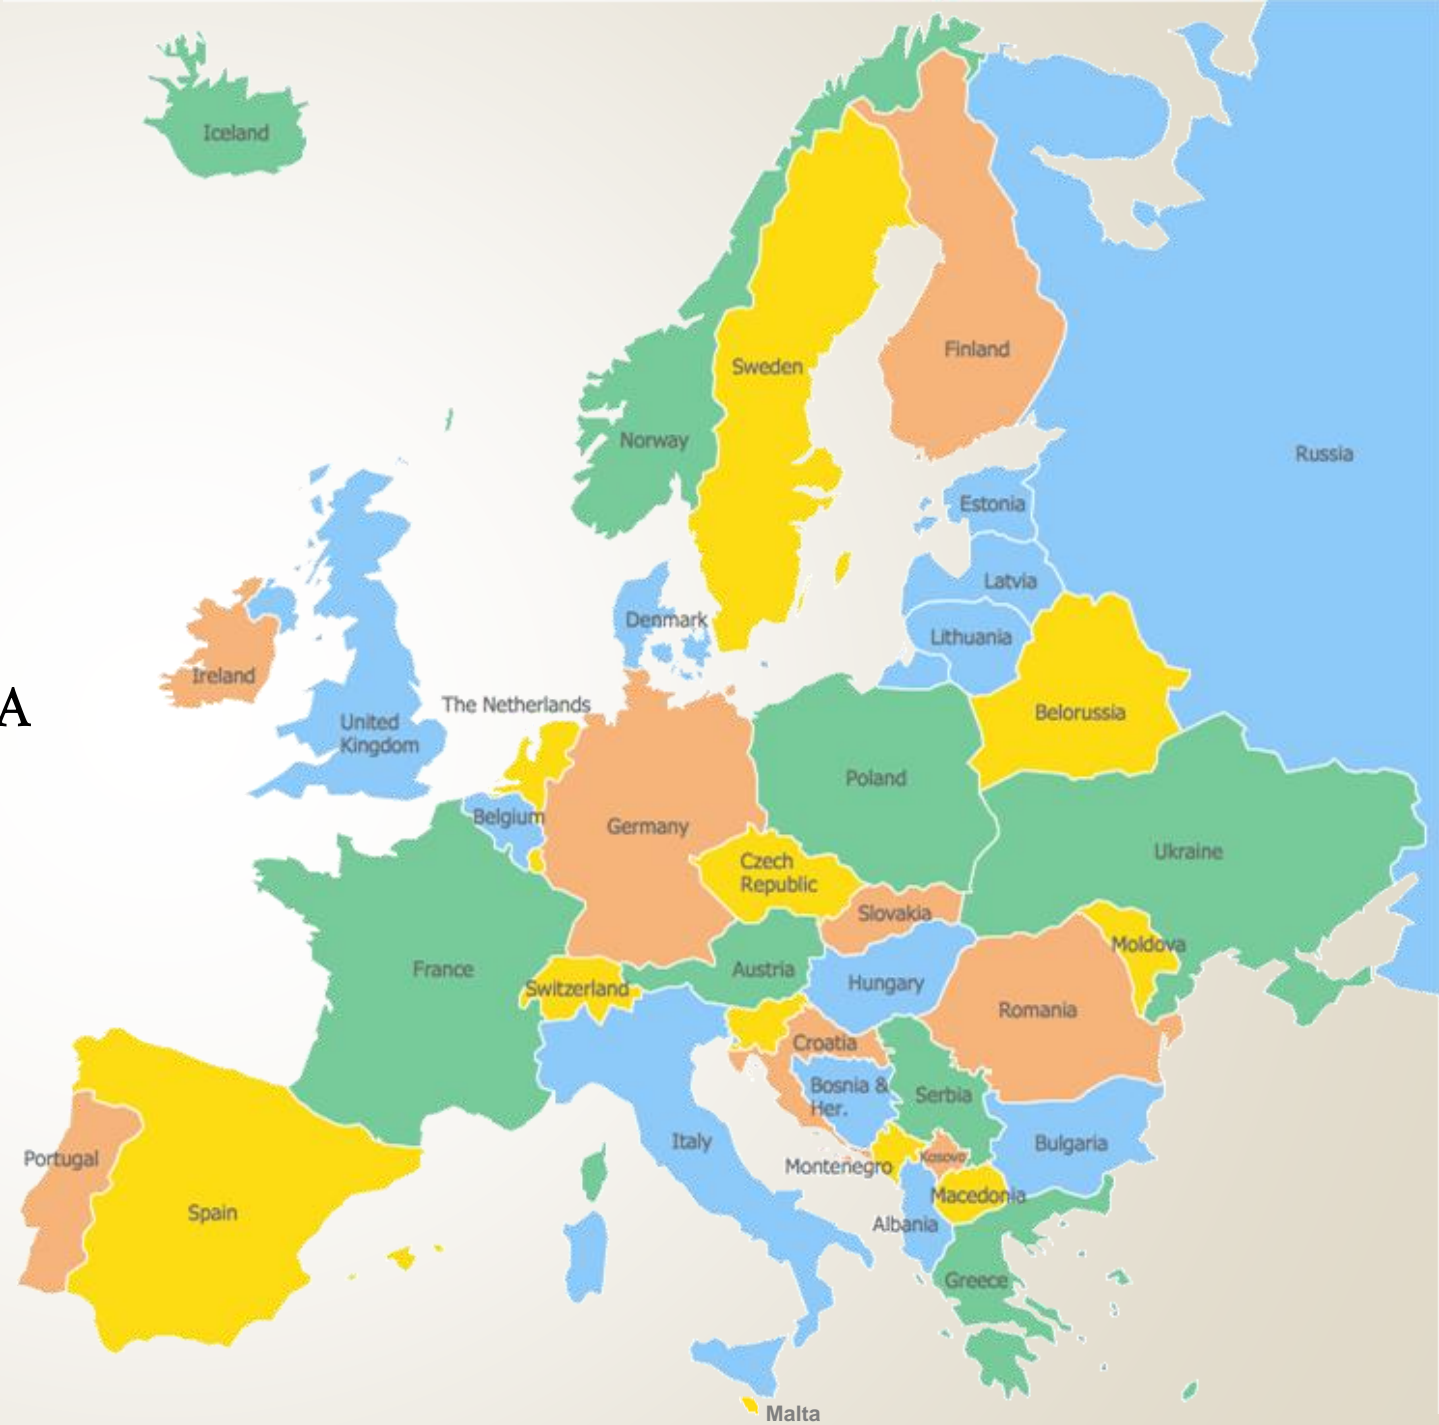 Iceland
Sweden
Finland
Norway
Russia
Estonia
Latvia
Denmark
Lithuania
Ireland
A
The Netherlands
United
Kingdom
Belorussia
Poland
Belgium
Germany
Czech
Republic
Ukraine
Slovakia
Moldova
France
Austria
Switzerland
Hungary
Romania
Croatia
Bosnia &
Her.
Serbia
Italy
Bulgaria
Portugal
Kosovo
Montenegro
Macedonia
Spain
Albania
Greece
Malta